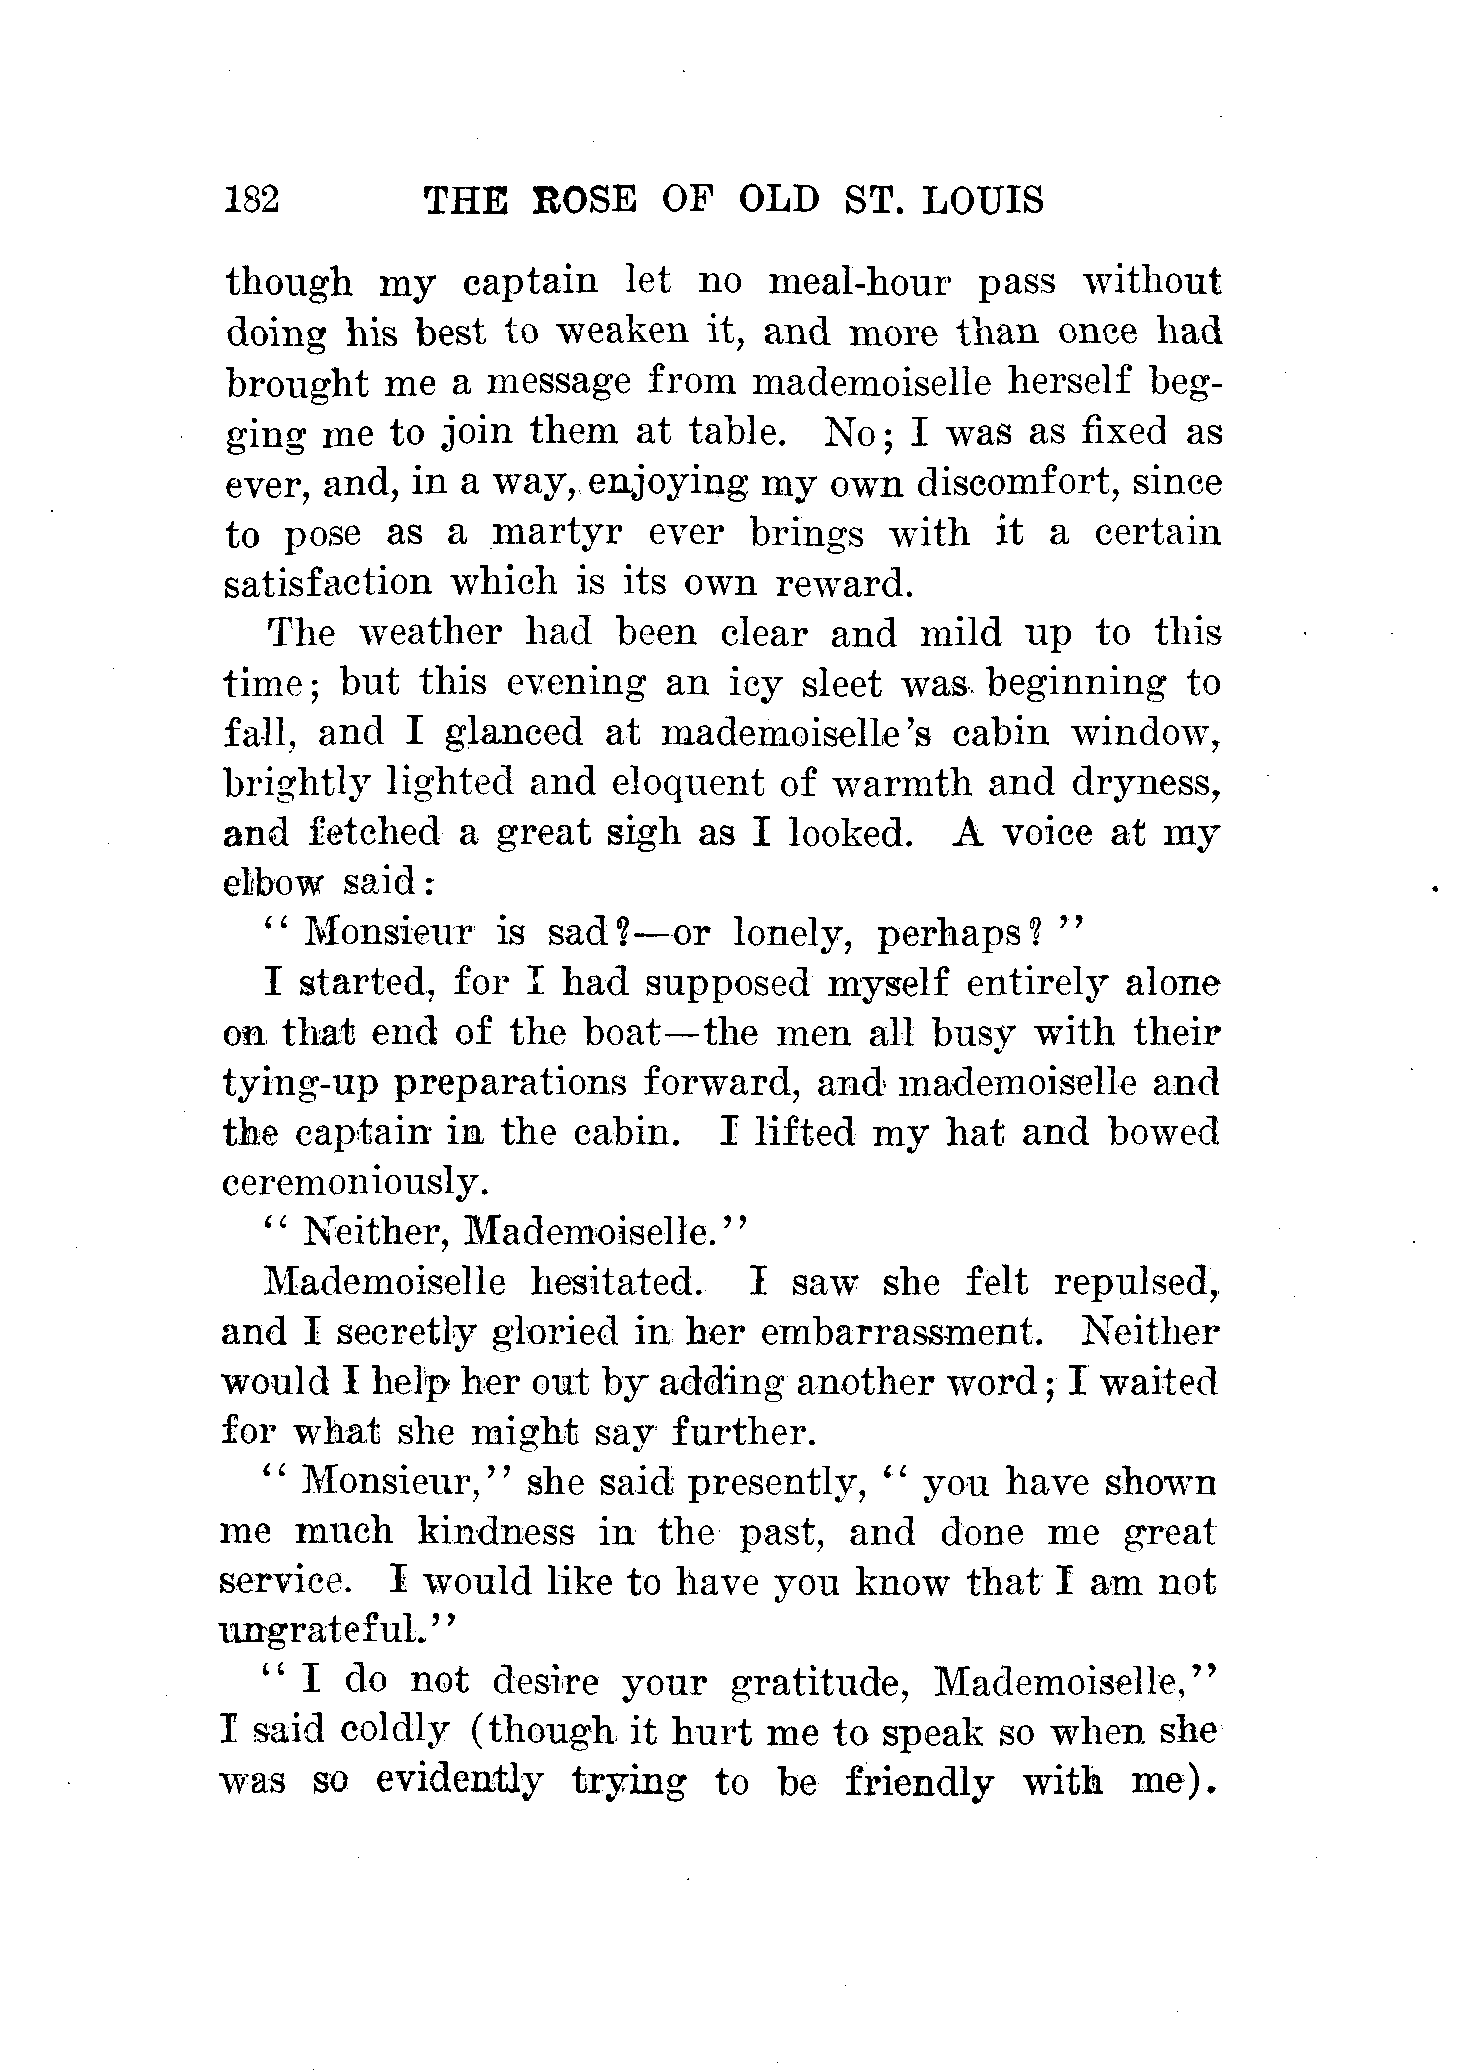 182 THE ROSE OF OLD ST. LOUIS
though my captain let no meal-hour pass without
doing his best to weaken it, and more than once had
brought me a message from mademoiselle herself beg-
ging me to join them at table. No; I was as fixed as
ever, and, in a way, enjoying my own discomfort, since
to pose as a martyr ever brings with it a certain
satisfaction which is its own reward.
The weather had been clear and mild up to this
time; but this evening an icy sleet was beginning to
fall, and I glanced at mademoiselle's cabin window,
brightly lighted and eloquent of warmth and dryness,
and fetched a great sigh as I looked. A voice at my
elbow said:
“ Monsieur is sad?—or lonely, perhaps? ”
I started, for I had supposed myself entirely alone
on that end of the boat—the men all busy with their
tying-up preparations forward, and mademoiselle and
the captain in the cabin. I lifted my hat and bowed
ceremoniously.
“ Neither, Mademoiselle.”
Mademoiselle hesitated. I saw she felt repulsed,
and I secretly gloried in her embarrassment. Neither
would I help her out by adding another word; I waited
for what she might say further.
“ Monsieur,” she said presently, “ you have shown
me much kindness in the past, and done me great
service. I would like to have you know that I am not
ungrateful.”
“ I do not desire your gratitude, Mademoiselle,”
I said coldly (though it hurt me to speak so when she
was so evidently trying to be friendly with me).